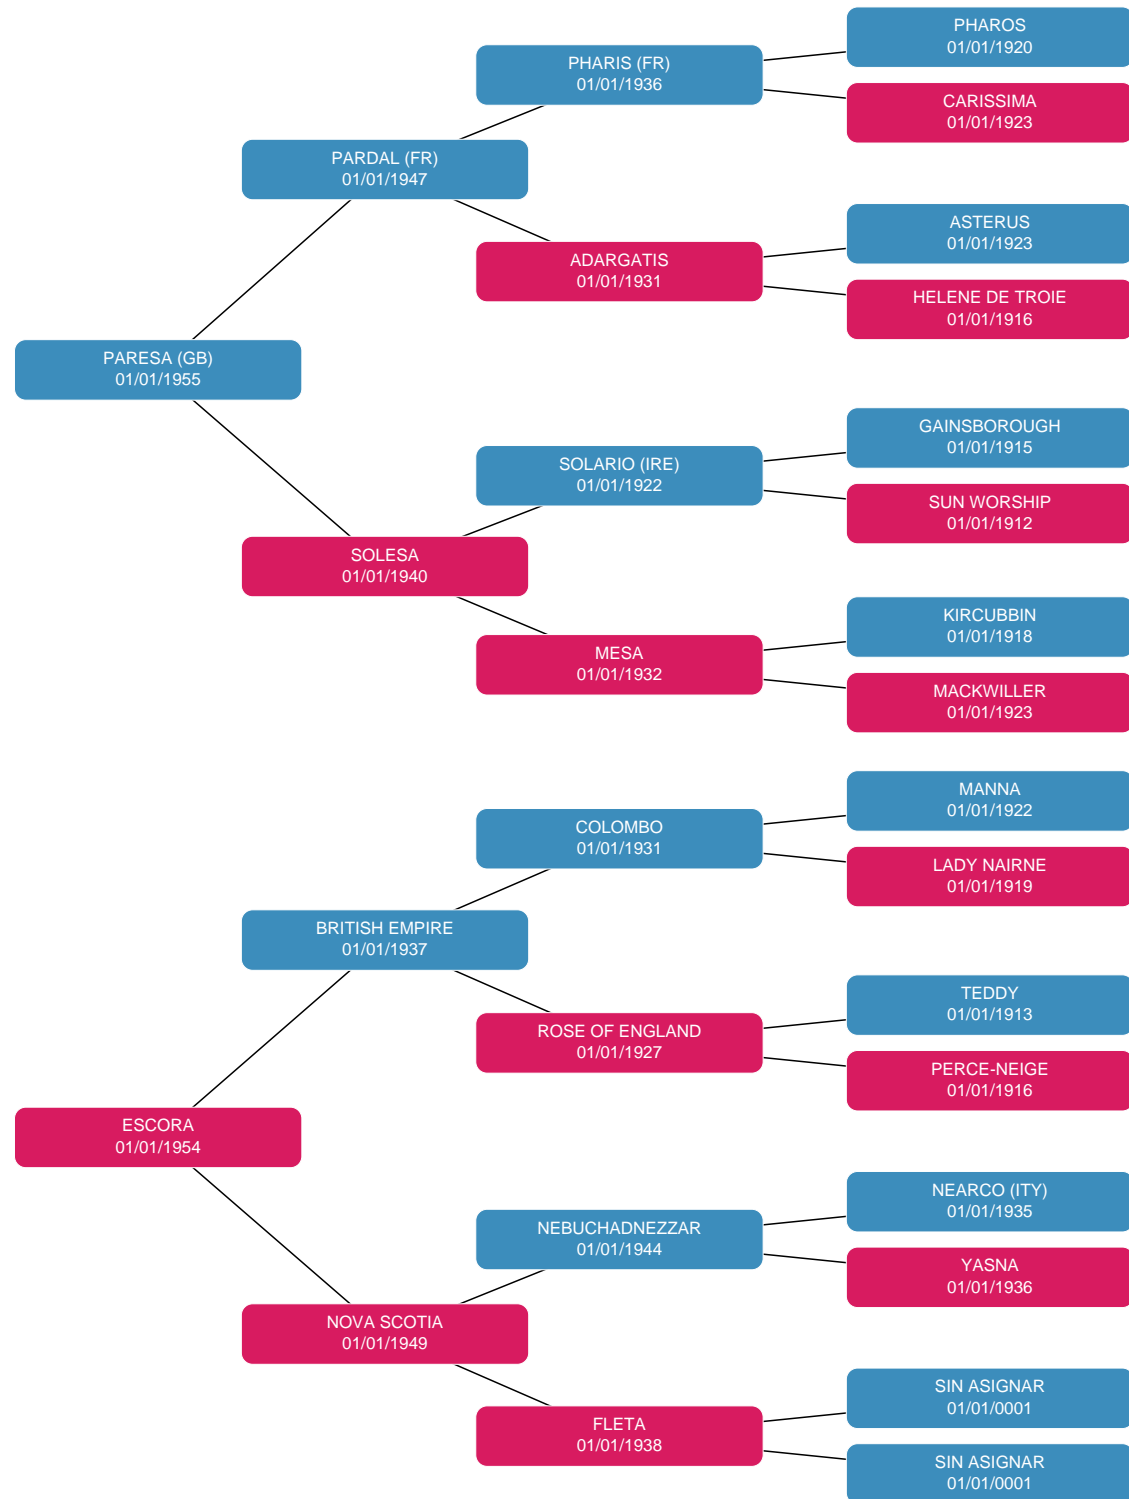 PHAROS
01/01/1920
PHARIS (FR)
01/01/1936
CARISSIMA
01/01/1923
PARDAL (FR)
01/01/1947
ASTERUS
01/01/1923
ADARGATIS
01/01/1931
HELENE DE TROIE
01/01/1916
PARESA (GB)
01/01/1955
GAINSBOROUGH
01/01/1915
SOLARIO (IRE)
01/01/1922
SUN WORSHIP
01/01/1912
SOLESA
01/01/1940
KIRCUBBIN
01/01/1918
MESA
01/01/1932
MACKWILLER
01/01/1923
MANNA
01/01/1922
COLOMBO
01/01/1931
LADY NAIRNE
01/01/1919
BRITISH EMPIRE
01/01/1937
TEDDY
01/01/1913
ROSE OF ENGLAND
01/01/1927
PERCE-NEIGE
01/01/1916
ESCORA
01/01/1954
NEARCO (ITY)
01/01/1935
NEBUCHADNEZZAR
01/01/1944
YASNA
01/01/1936
NOVA SCOTIA
01/01/1949
SIN ASIGNAR
01/01/0001
FLETA
01/01/1938
SIN ASIGNAR
01/01/0001